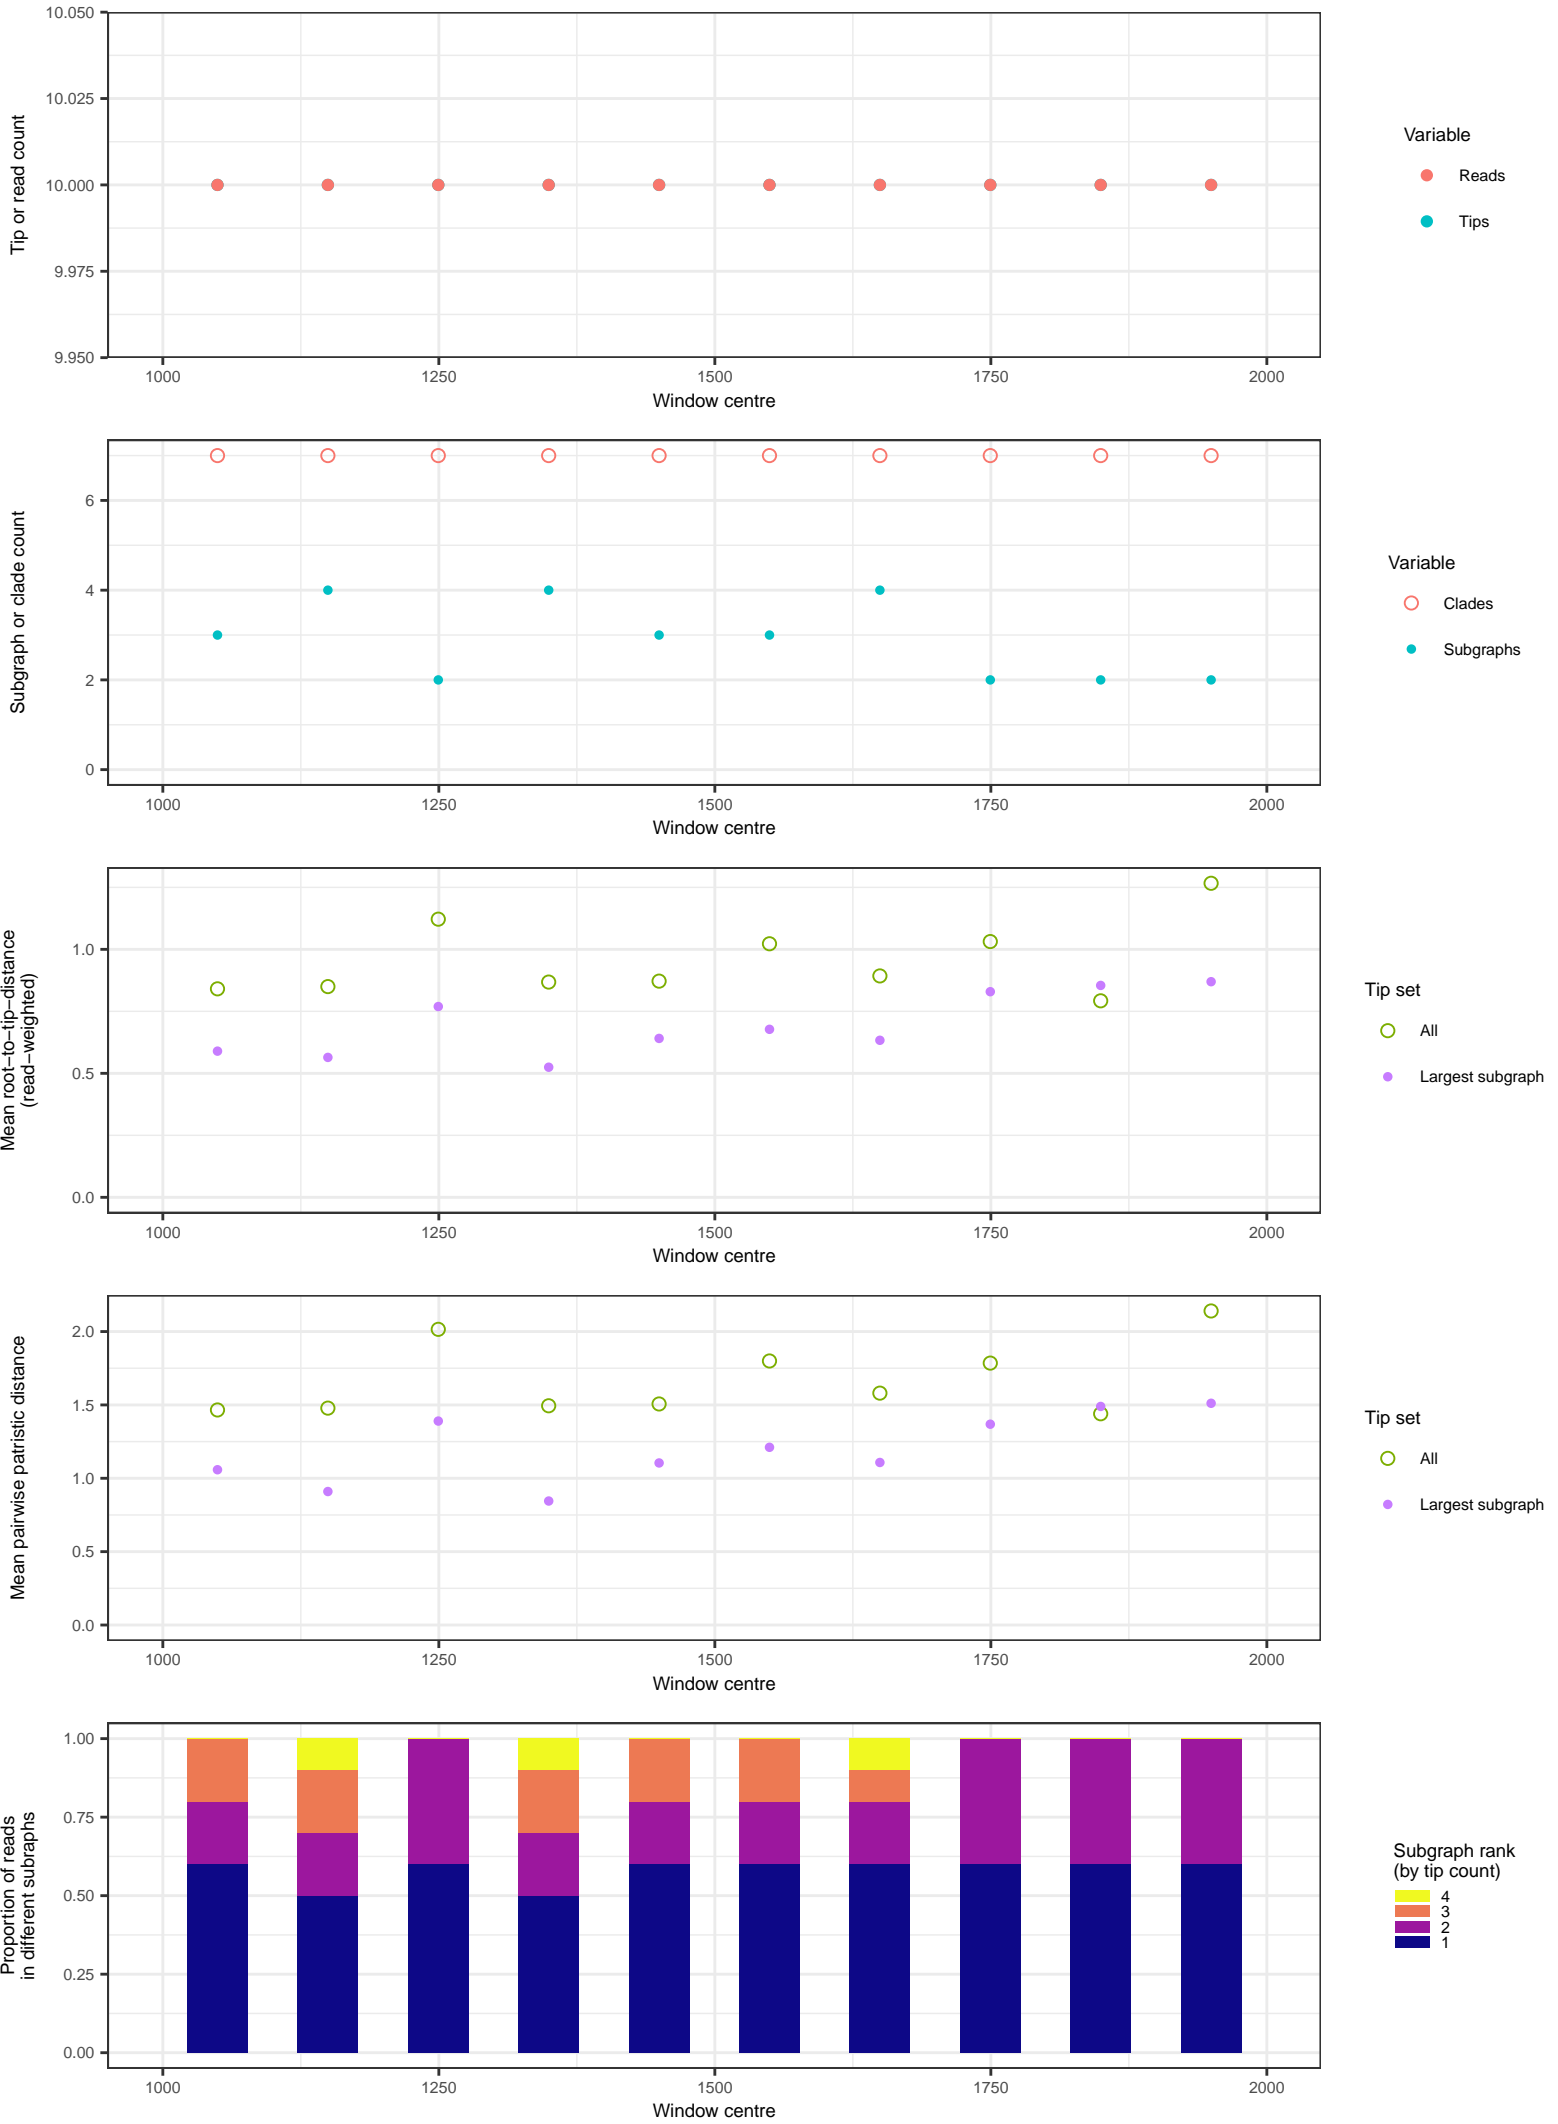 Tip or read count
10.050
10.025
10.000
9.975
9.950
1000 1250 1500 1750 2000
Window centre
Variable
Reads
Tips
Subgraph or clade count
6
4
2
0
1000 1250 1500 1750 2000
Window centre
Variable
Clades
Subgraphs
Mean root−to−tip−distance
(read−weighted)
1.0
0.5
0.0
1000 1250 1500 1750 2000
Window centre
Tip set
All
Largest subgraph
Mean pairwise patristic distance
2.0
1.5
1.0
0.5
0.0
1000 1250 1500 1750 2000
Window centre
Tip set
All
Largest subgraph
Proportion of reads
in different subraphs
1.00
0.75
0.50
0.25
0.00
1000 1250 1500 1750 2000
Window centre
Subgraph rank
(by tip count)
4
3
2
1